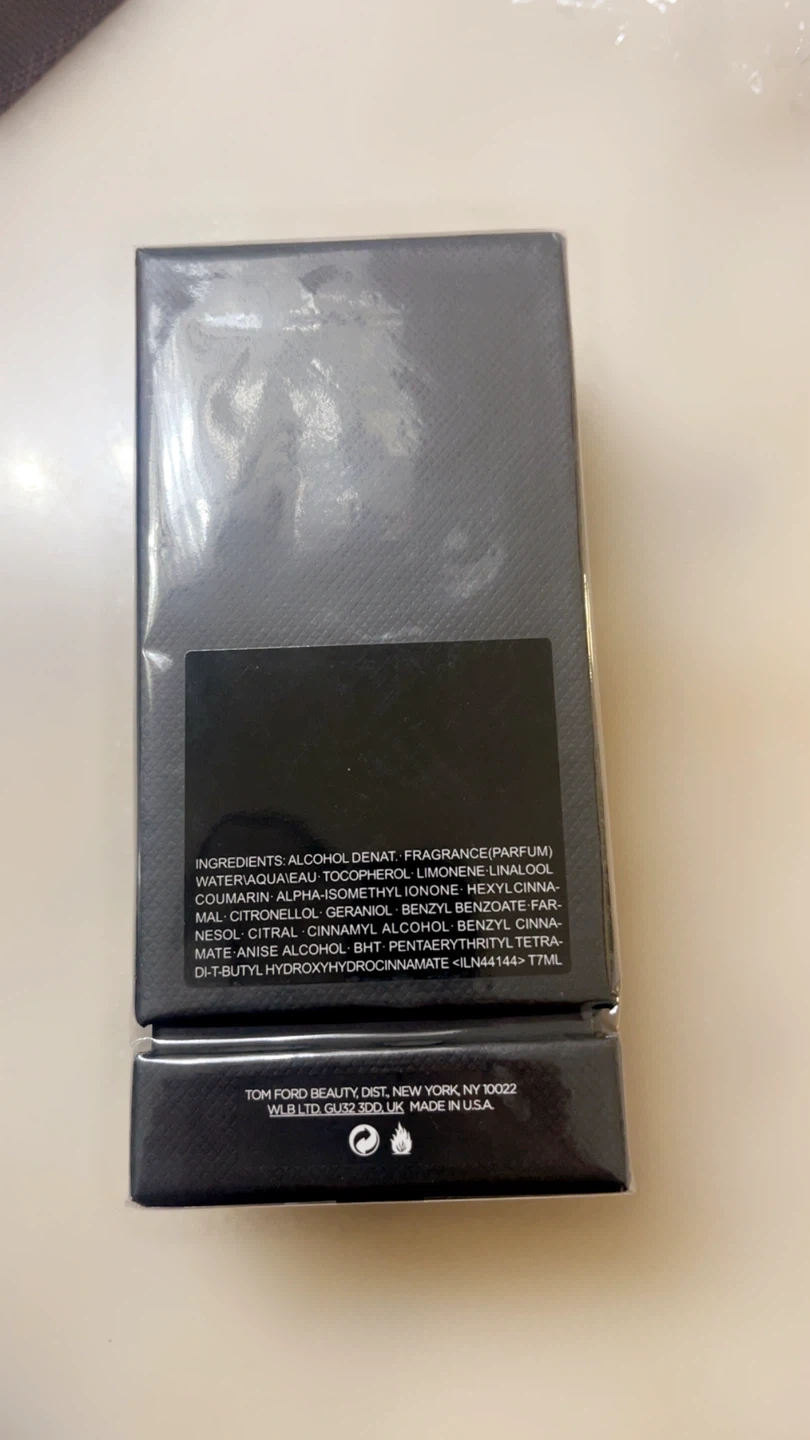 INGREDIENTS: ALCOHOL DENAT.· FRAGRANCE(PARFUM)
WATER\AQUA\EAU· TOCOPHEROL· LIMONENE·LINALOOL
COUMARIN· ALPHA-ISOMETHYL IONONE· HEXYL CINNA-
MAL· CITRONELLOL· GERANIOL· BENZYL BENZOATE·FAR-
NESOL· CITRAL· CINNAMYL ALCOHOL· BENZYL CINNA-
MATE·ANISE ALCOHOL· BHT· PENTAERYTHRITYL TETRA-
DI-T-BUTYL HYDROXYHYDROCINNAMATE <ILN44144> T7ML
TOM FORD BEAUTY, DIST., NEW YORK, NY 10022
WLB LTD. GU32 3DD. UK MADE IN U.S.A.